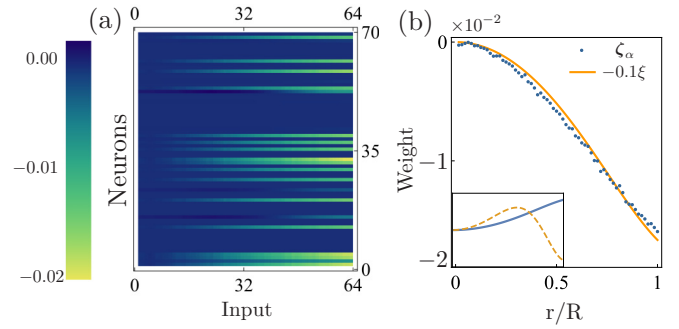 (a)
0 32 64
0.00
−0.01
−0.02
Neurons
70
35
0
0 32 64
Input
(b)
×10⁻²
0
−1
−2
Weight
ζα
−0.1ξ
0 0.5 1
r/R